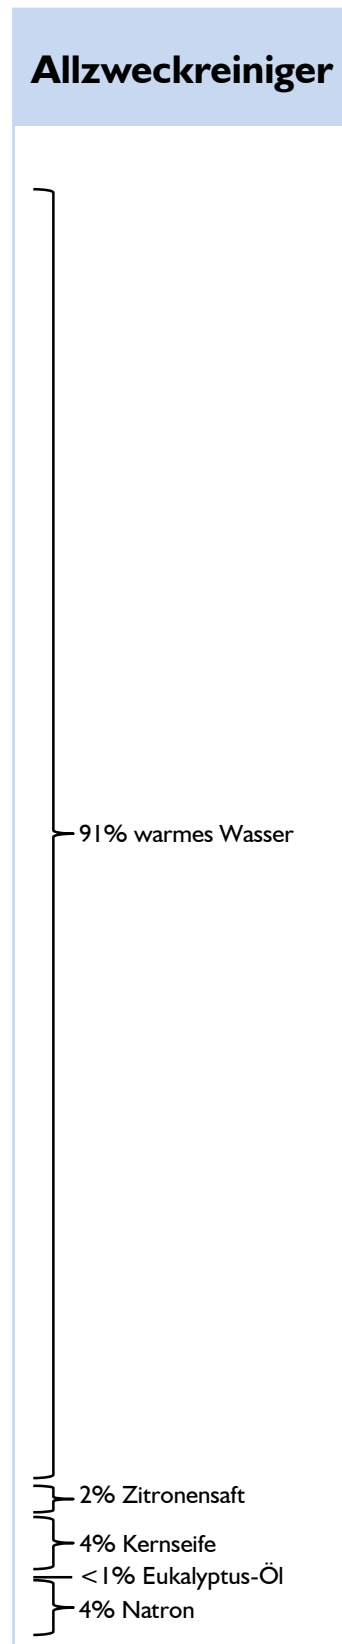 Allzweckreiniger
91% warmes Wasser
2% Zitronensaft
4% Kernseife
<1% Eukalyptus-Öl
4% Natron